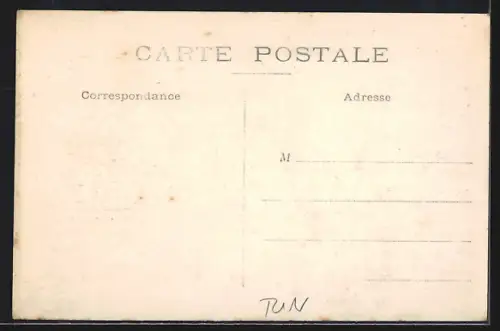 CARTE POSTALE
Correspondance
Adresse
M
TUN